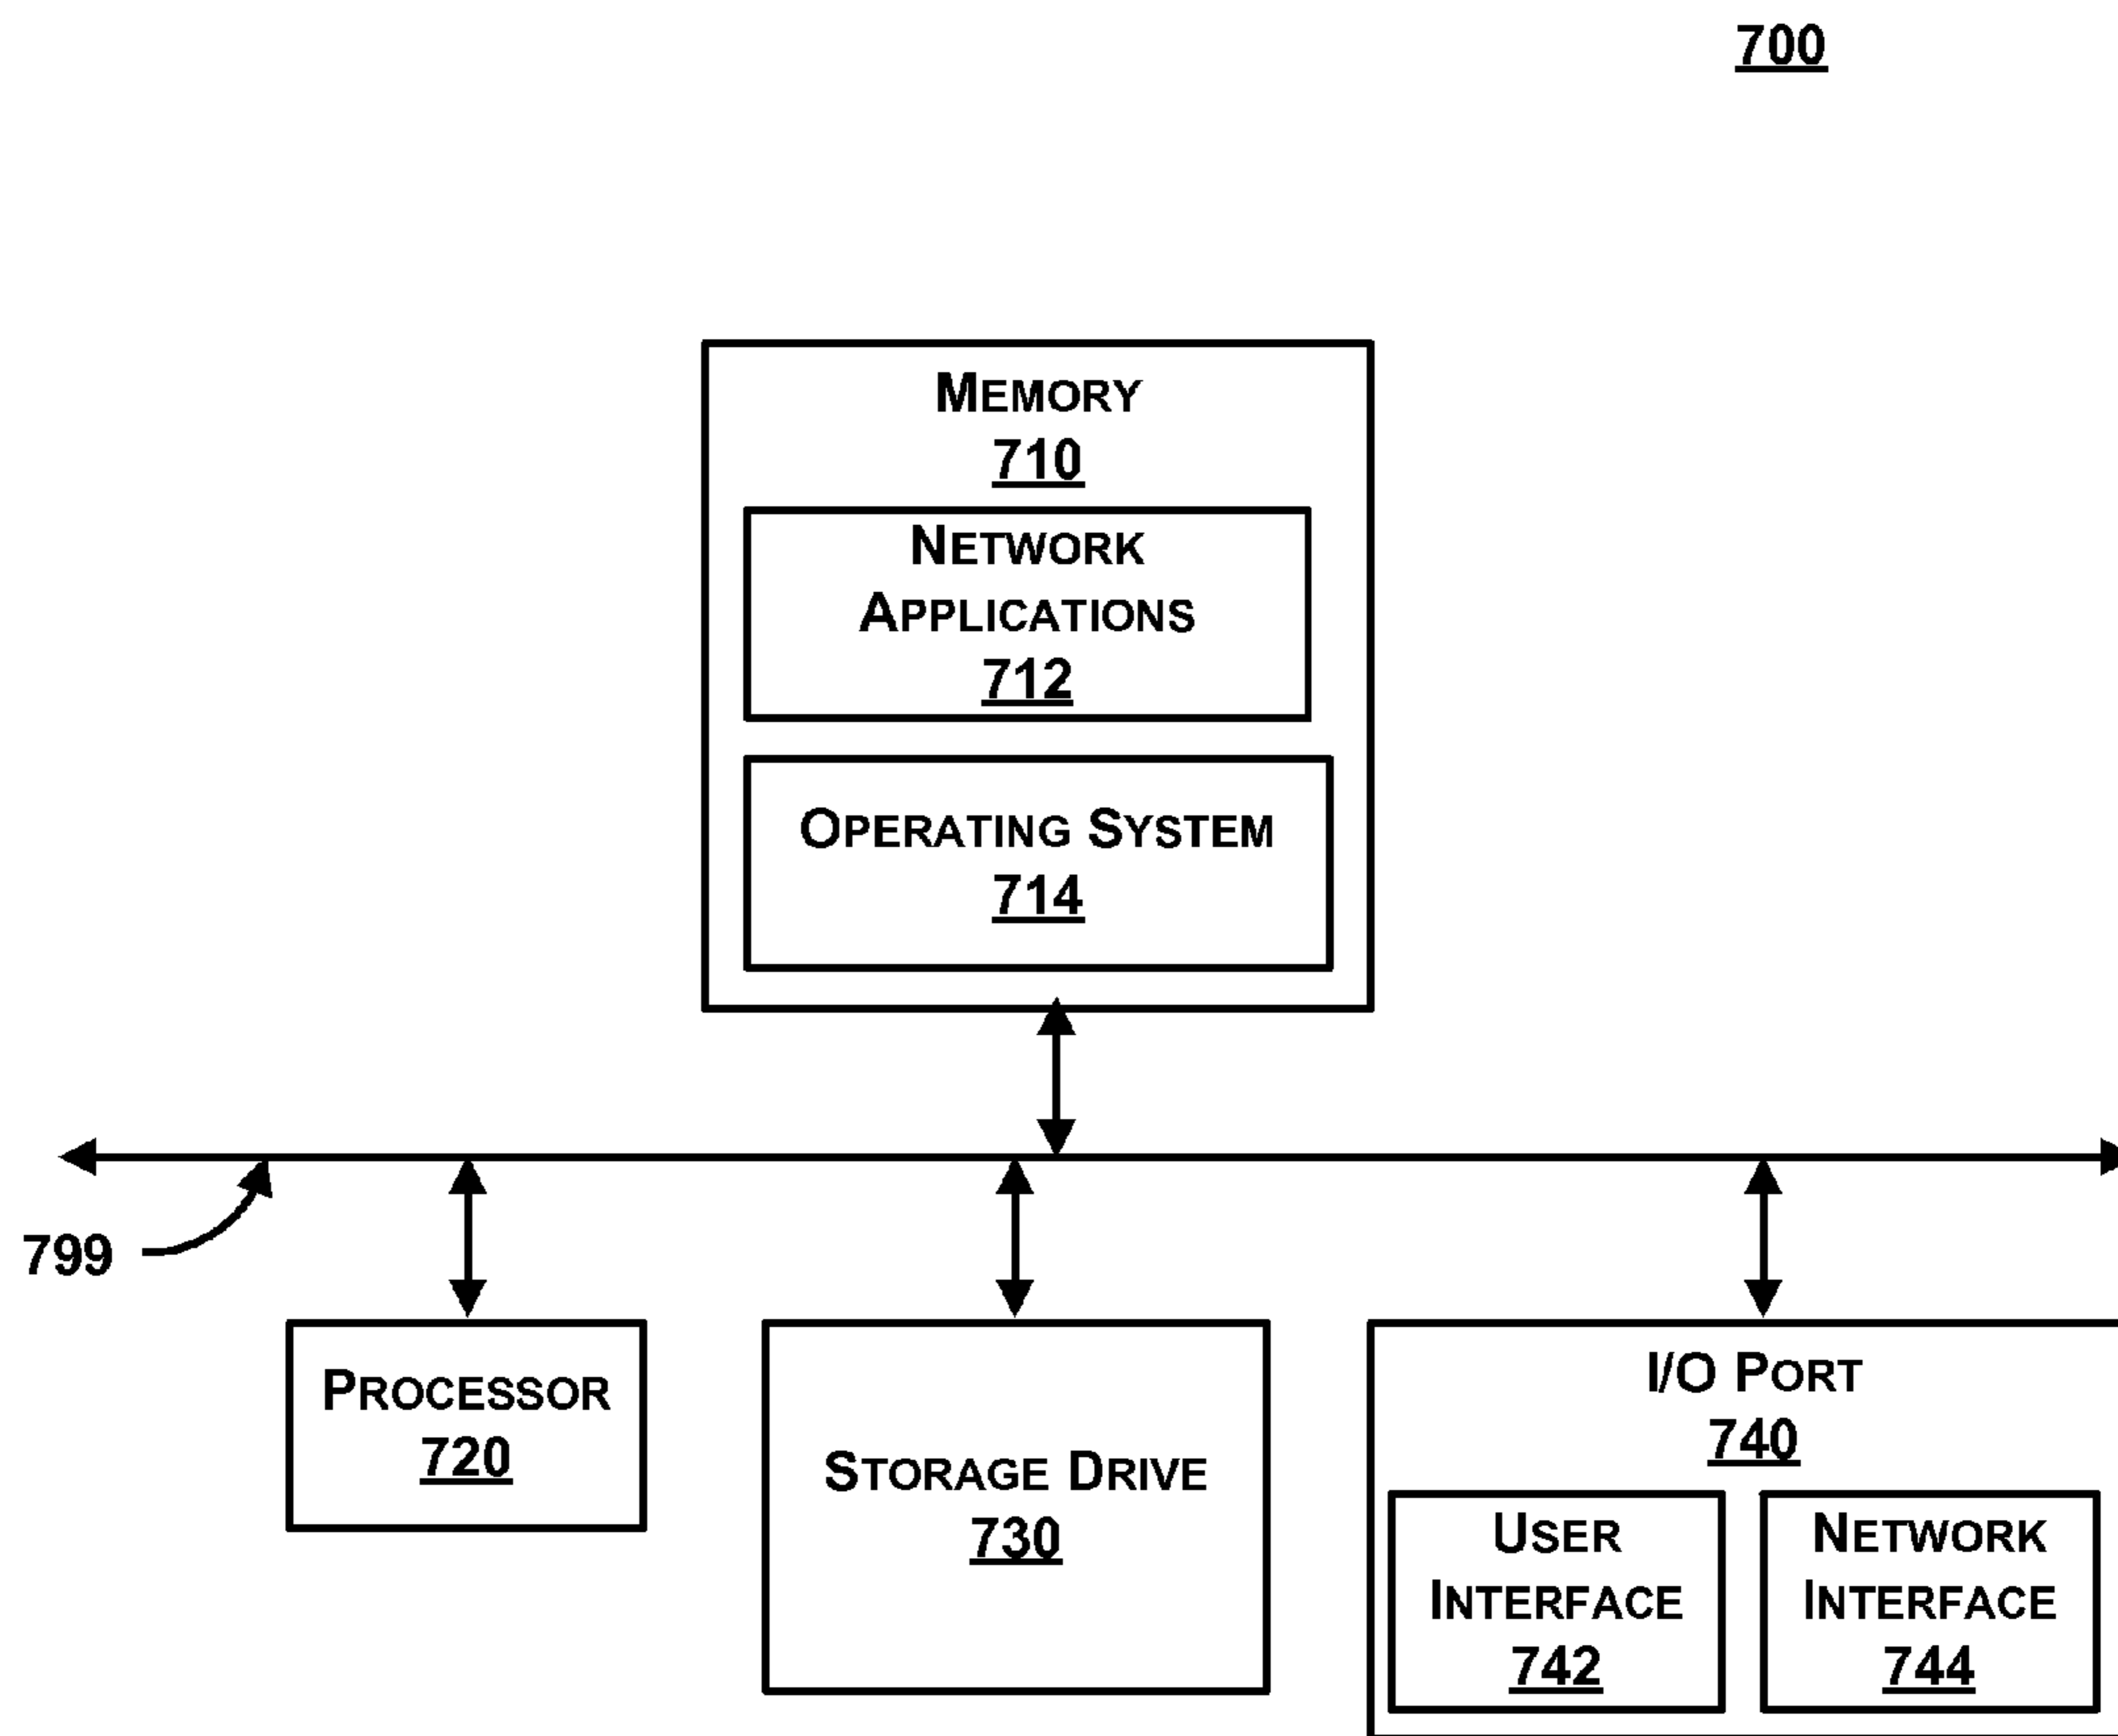 700
MEMORY
710
NETWORK
APPLICATIONS
712
OPERATING SYSTEM
714
799
PROCESSOR
720
STORAGE DRIVE
730
I/O PORT
740
USER
INTERFACE
742
NETWORK
INTERFACE
744